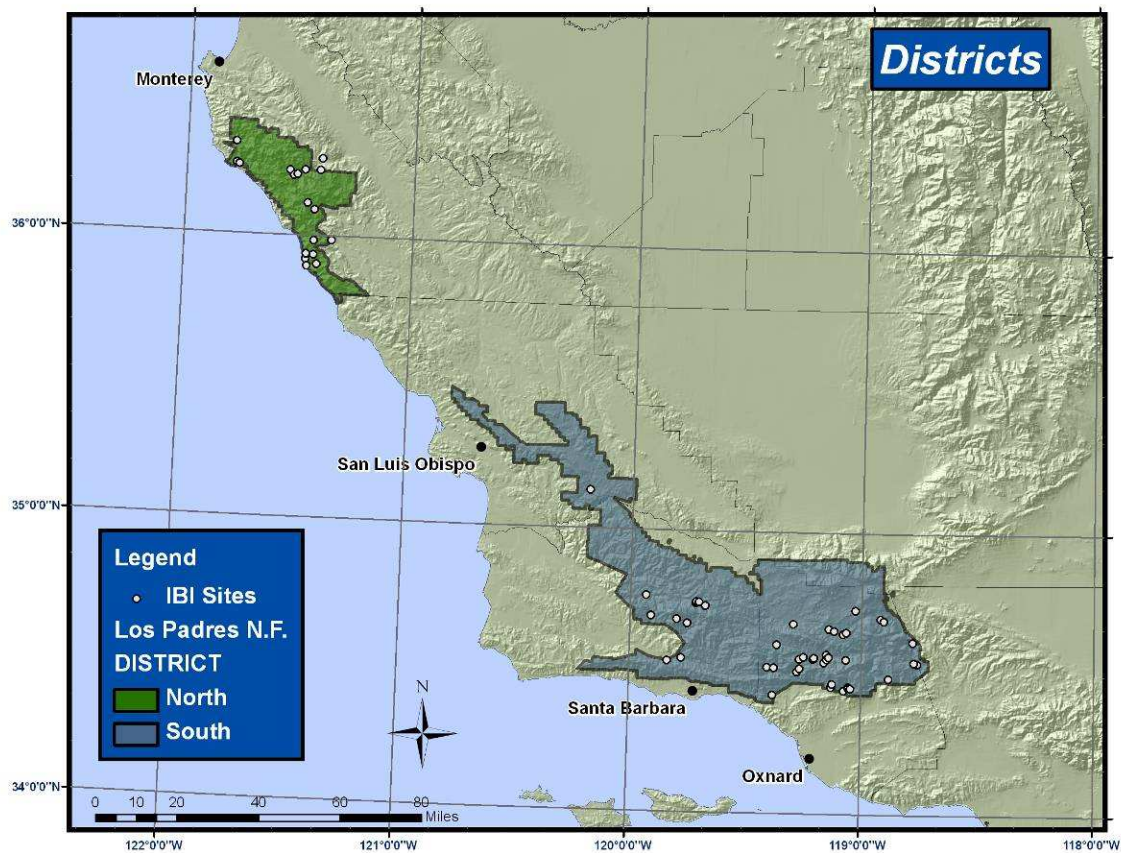 Districts
Monterey
36°0'0"N
San Luis Obispo
35°0'0"N
Legend
IBI Sites
Los Padres N.F.
DISTRICT
North
South
N
Santa Barbara
Oxnard
34°0'0"N
0 10 20 40 60 80
Miles
122°0'0"W 121°0'0"W 120°0'0"W 119°0'0"W 118°0'0"W